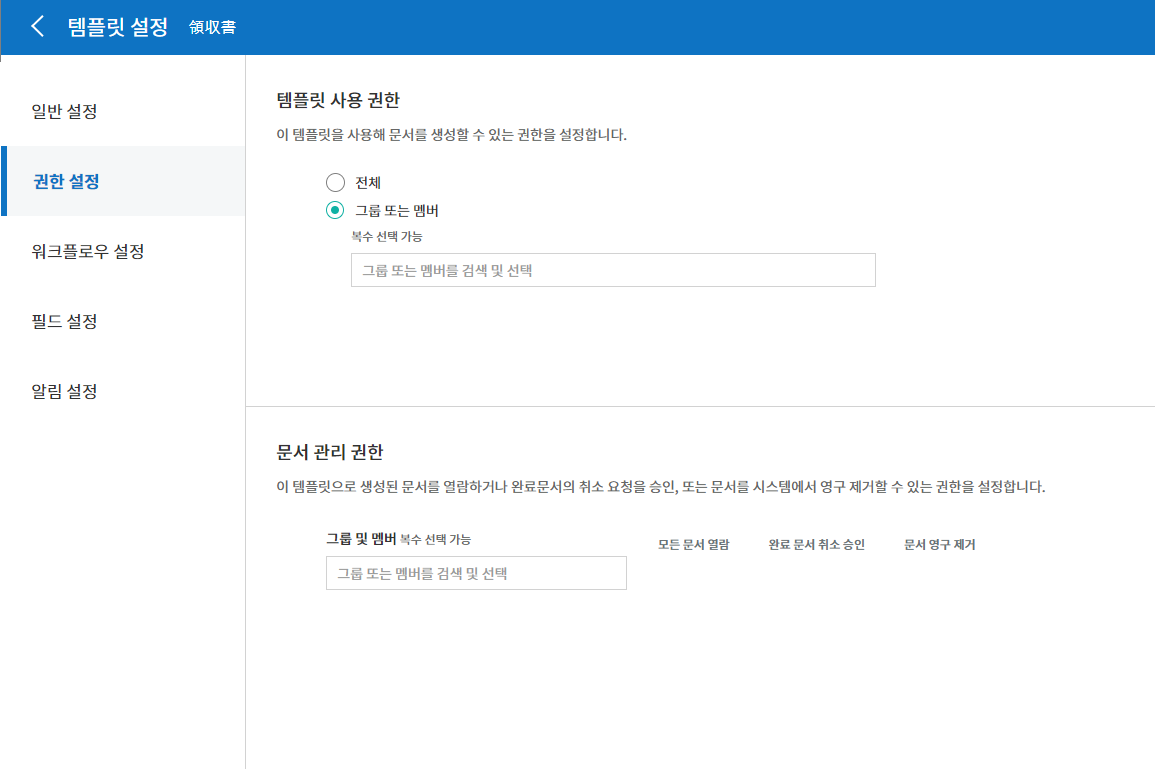 템플릿 설정 領収書
일반 설정
권한 설정
워크플로우 설정
필드 설정
알림 설정
템플릿 사용 권한
이 템플릿을 사용해 문서를 생성할 수 있는 권한을 설정합니다.
전체
그룹 또는 멤버
복수 선택 가능
그룹 또는 멤버를 검색 및 선택
문서 관리 권한
이 템플릿으로 생성된 문서를 열람하거나 완료문서의 취소 요청을 승인, 또는 문서를 시스템에서 영구 제거할 수 있는 권한을 설정합니다.
그룹 및 멤버 복수 선택 가능 모든 문서 열람 완료 문서 취소 승인 문서 영구 제거
그룹 또는 멤버를 검색 및 선택